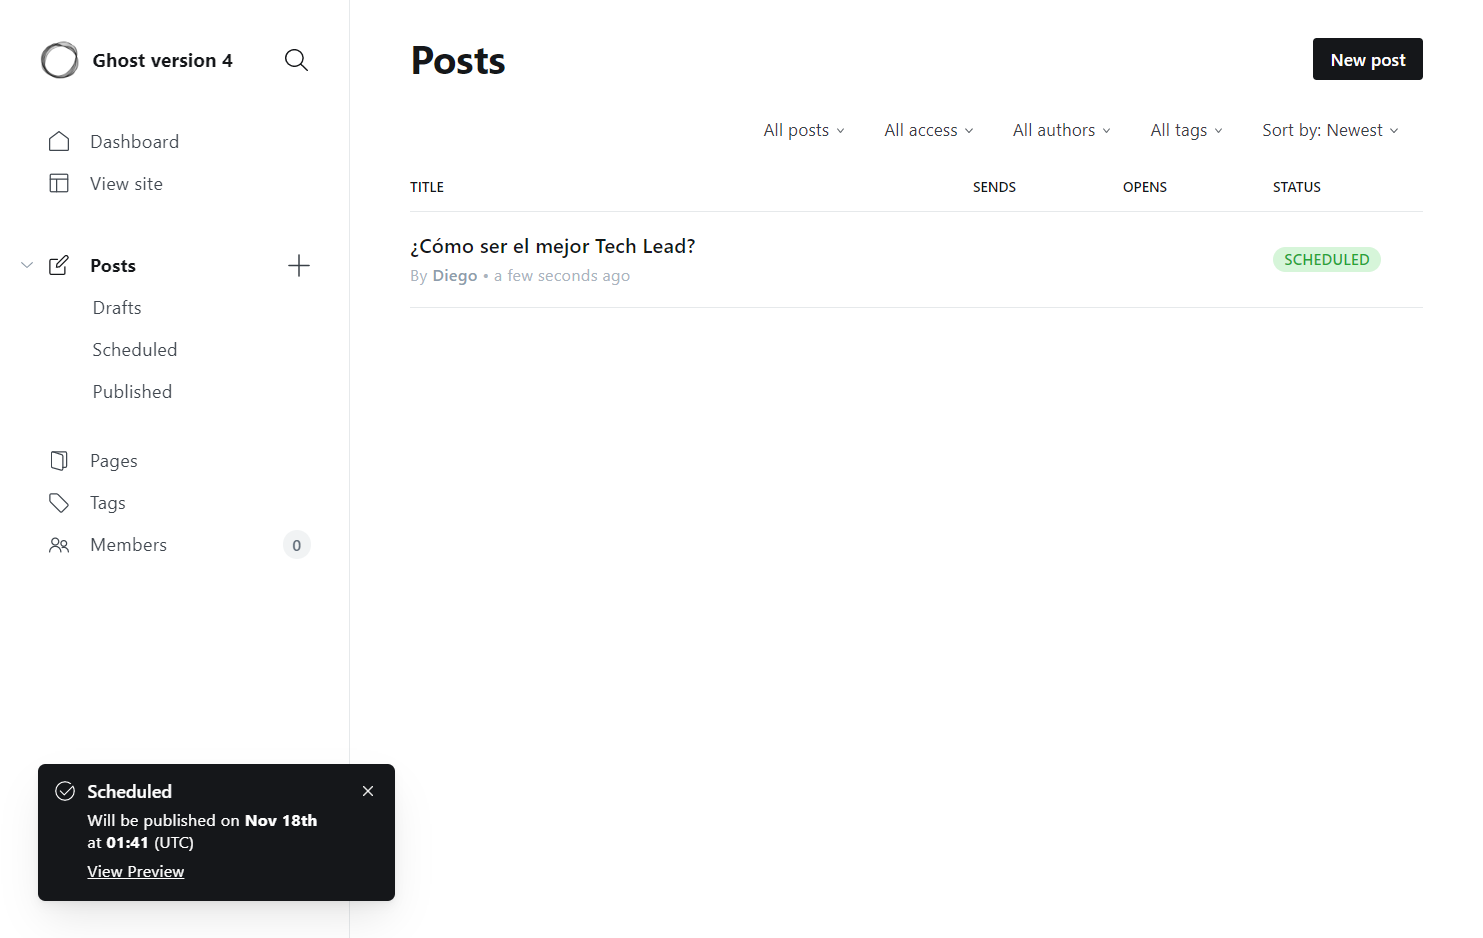 Ghost version 4
Dashboard
View site
Posts
Drafts
Scheduled
Published
Pages
Tags
Members 0
Posts
New post
All posts All access All authors All tags Sort by: Newest
TITLE SENDS OPENS STATUS
¿Cómo ser el mejor Tech Lead?
By Diego • a few seconds ago
SCHEDULED
Scheduled
Will be published on Nov 18th
at 01:41 (UTC)
View Preview